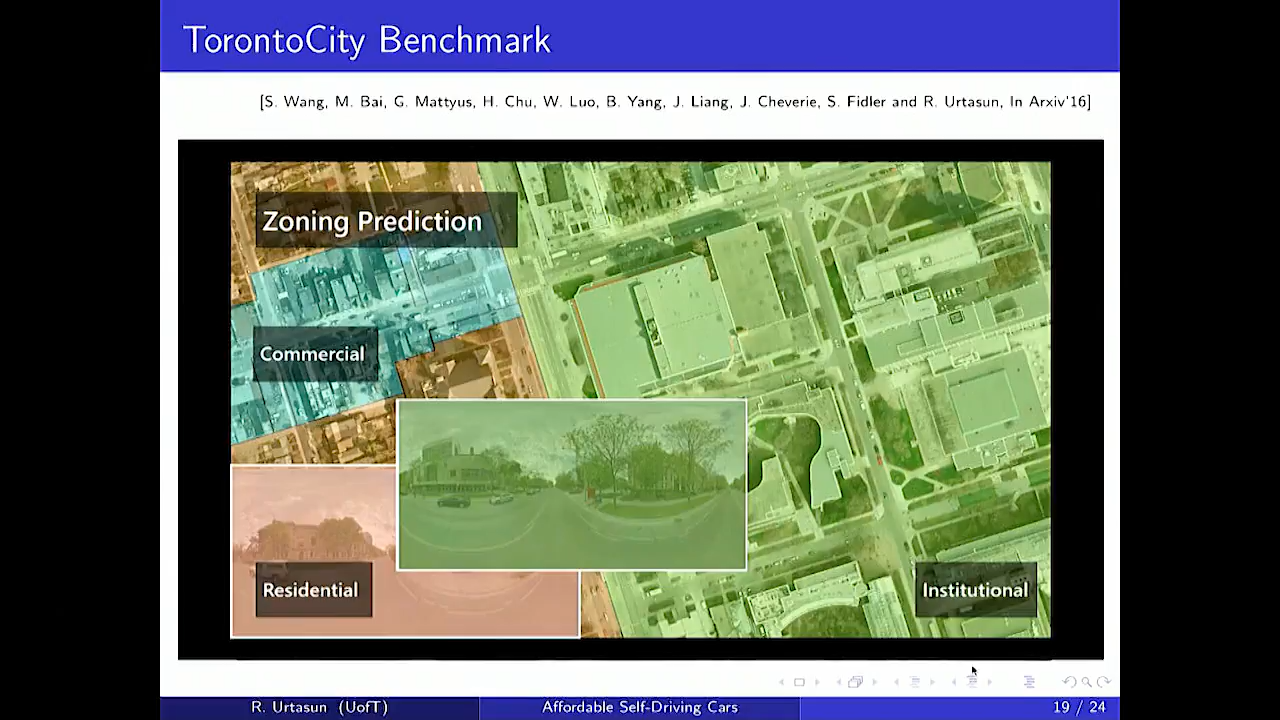 TorontoCity Benchmark
[S. Wang, M. Bai, G. Mattyus, H. Chu, W. Luo, B. Yang, J. Liang, J. Cheverie, S. Fidler and R. Urtasun, In Arxiv'16]
Zoning Prediction
Commercial
Residential
Institutional
R. Urtasun (UofT)
Affordable Self-Driving Cars
19 / 24